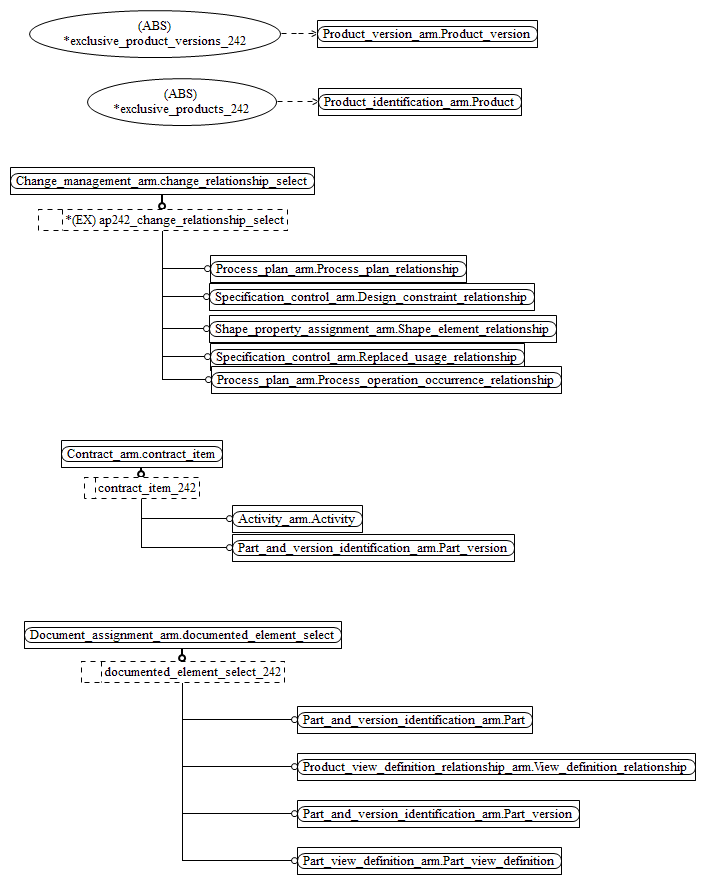 (ABS)
*exclusive_product_versions_242
Product_version_arm.Product_version
(ABS)
*exclusive_products_242
Product_identification_arm.Product
Change_management_arm.change_relationship_select
*(EX) ap242_change_relationship_select
Process_plan_arm.Process_plan_relationship
Specification_control_arm.Design_constraint_relationship
Shape_property_assignment_arm.Shape_element_relationship
Specification_control_arm.Replaced_usage_relationship
Process_plan_arm.Process_operation_occurrence_relationship
Contract_arm.contract_item
contract_item_242
Activity_arm.Activity
Part_and_version_identification_arm.Part_version
Document_assignment_arm.documented_element_select
documented_element_select_242
Part_and_version_identification_arm.Part
Product_view_definition_relationship_arm.View_definition_relationship
Part_and_version_identification_arm.Part_version
Part_view_definition_arm.Part_view_definition